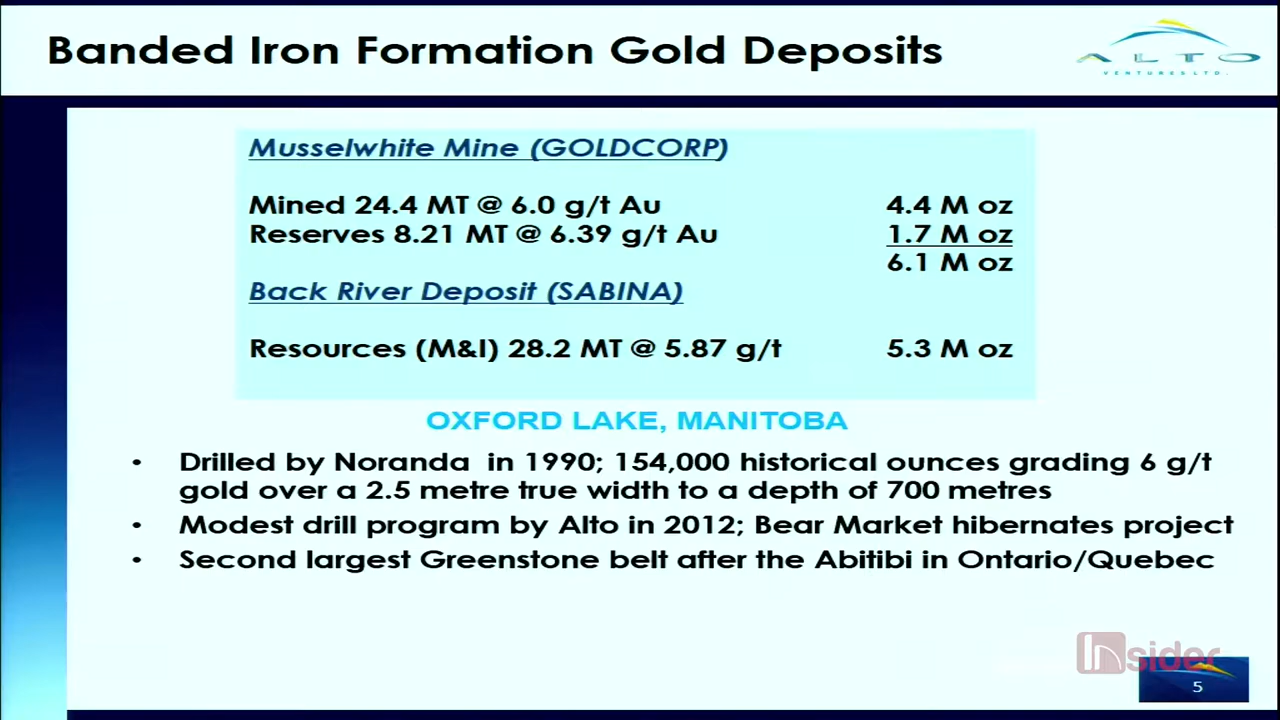 Banded Iron Formation Gold Deposits
ALTO
VENTURES LTD.
Musselwhite Mine (GOLDCORP)
Mined 24.4 MT @ 6.0 g/t Au 4.4 M oz
Reserves 8.21 MT @ 6.39 g/t Au 1.7 M oz
6.1 M oz
Back River Deposit (SABINA)
Resources (M&I) 28.2 MT @ 5.87 g/t 5.3 M oz
OXFORD LAKE, MANITOBA
• Drilled by Noranda in 1990; 154,000 historical ounces grading 6 g/t
gold over a 2.5 metre true width to a depth of 700 metres
• Modest drill program by Alto in 2012; Bear Market hibernates project
• Second largest Greenstone belt after the Abitibi in Ontario/Quebec
Insider
5